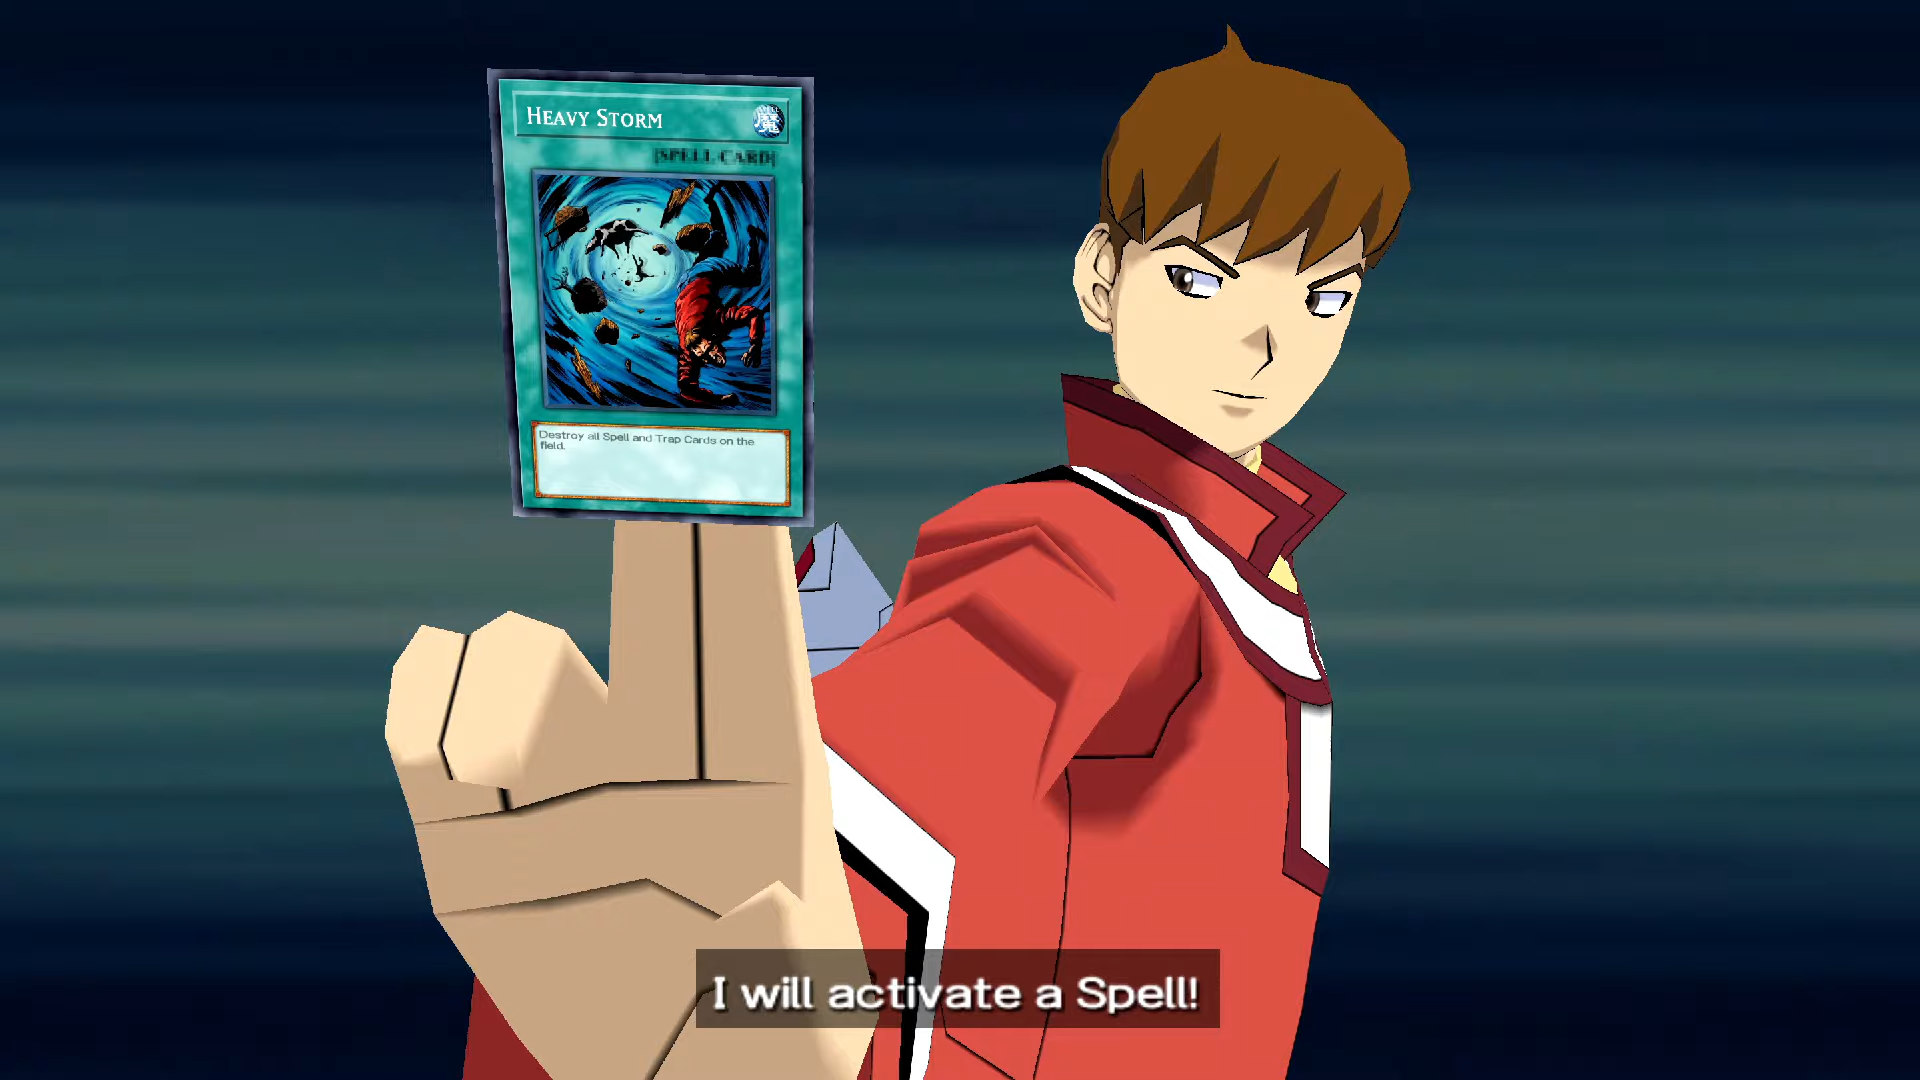 HEAVY STORM
[SPELL CARD]
Destroy all Spell and Trap Cards on the
field.
I will activate a Spell!